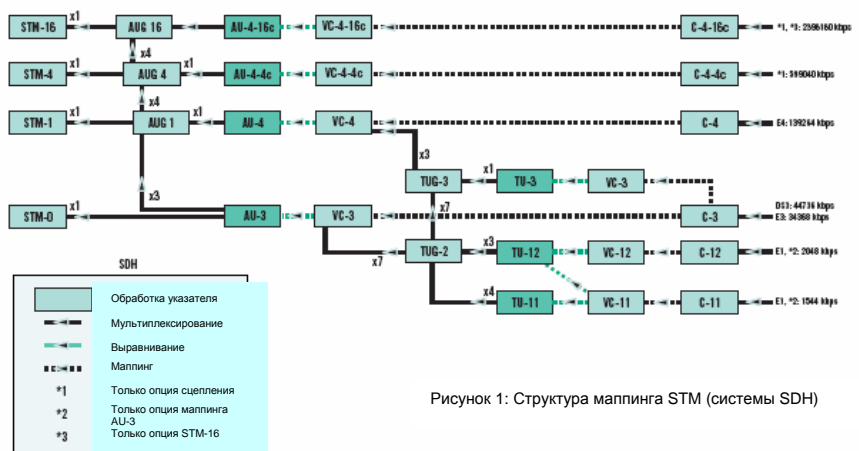 x1 x1
STM-16 AUG 16 AU-4-16c VC-4-16c C-4-16c *1, *3: 2396160 kbps
x4
x1 x1
STM-4 AUG 4 AU-4-4c VC-4-4c C-4-4c *1: 599040 kbps
x4
x1 x1
STM-1 AUG 1 AU-4 VC-4 C-4 E4: 139264 kbps
x3
x1
TUG-3 TU-3 VC-3
x3
x7
DS3: 44736 kbps
x1
STM-0 AU-3 VC-3 C-3
E3: 34368 kbps
x7
x3
TUG-2 TU-12 VC-12 C-12 E1, *2: 2048 kbps
SDH
x4
TU-11 VC-11 C-11 E1, *2: 1544 kbps
Обработка указателя
Мультиплексирование
Выравнивание
Маппинг
*1 Только опция сцепления
*2 Только опция маппинга
AU-3
*3 Только опция STM-16
Рисунок 1: Структура маппинга STM (системы SDH)